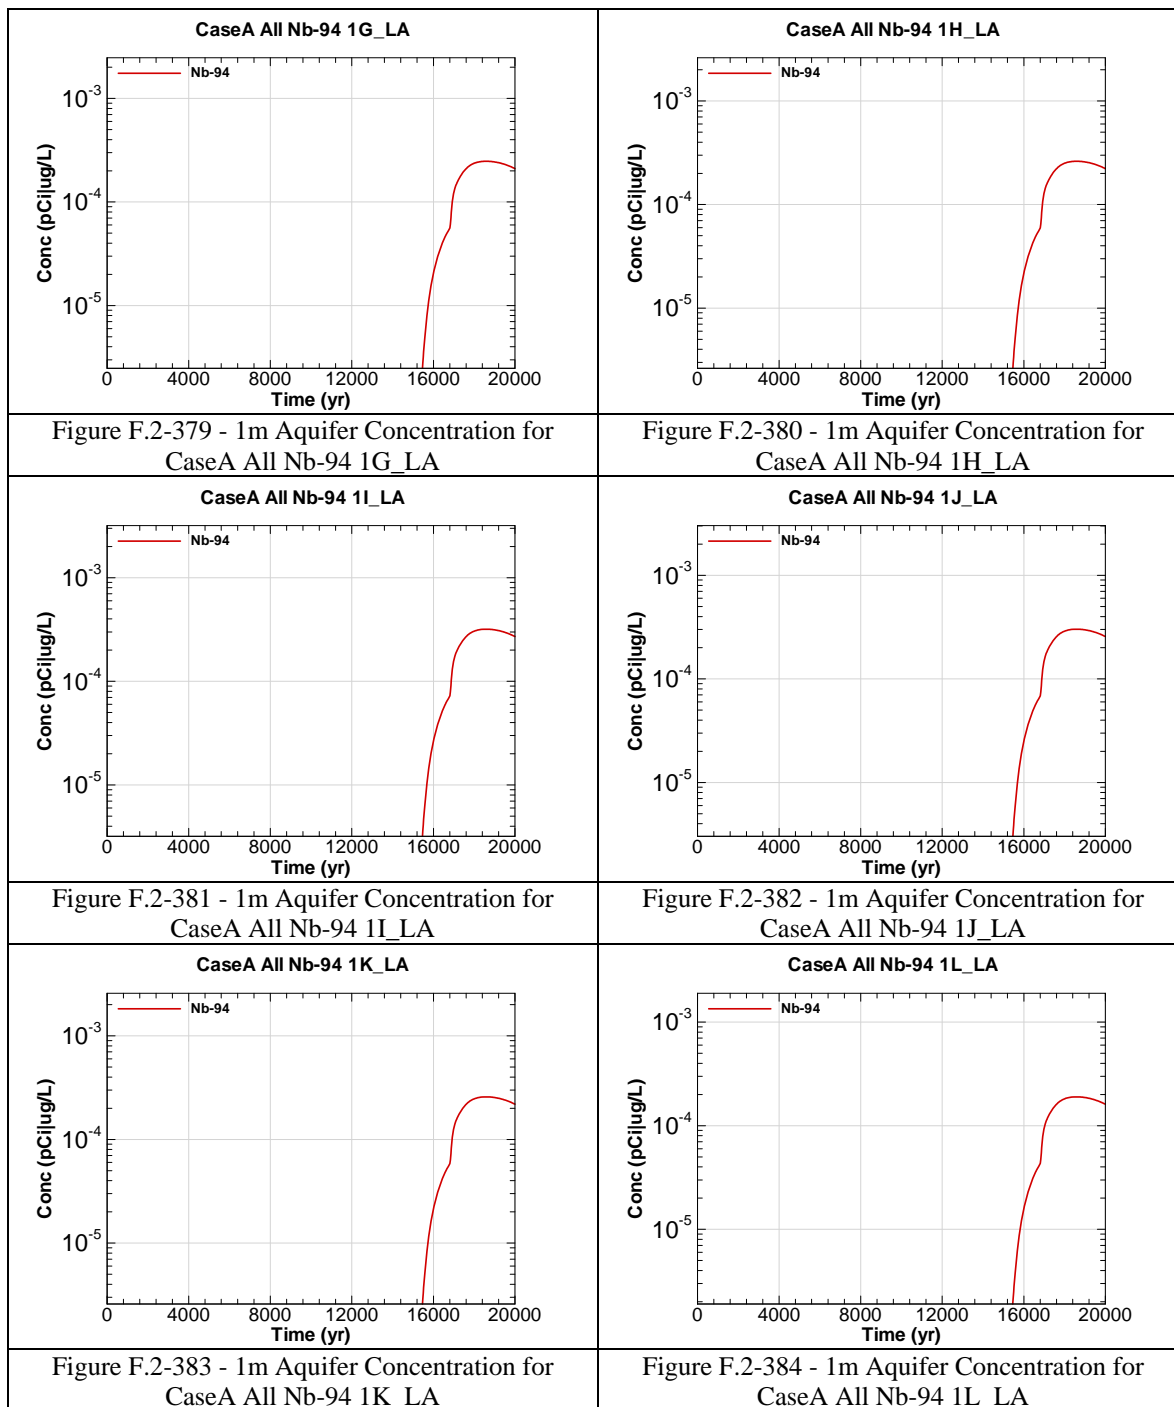 CaseA All Nb-94 1G_LA
Nb-94
10-3
10-4
10-5
Conc (pCi|ug/L)
0 4000 8000 12000 16000 20000
Time (yr)
Figure F.2-379 - 1m Aquifer Concentration for
CaseA All Nb-94 1G_LA
CaseA All Nb-94 1H_LA
Nb-94
10-3
10-4
10-5
Conc (pCi|ug/L)
0 4000 8000 12000 16000 20000
Time (yr)
Figure F.2-380 - 1m Aquifer Concentration for
CaseA All Nb-94 1H_LA
CaseA All Nb-94 1I_LA
Nb-94
10-3
10-4
10-5
Conc (pCi|ug/L)
0 4000 8000 12000 16000 20000
Time (yr)
Figure F.2-381 - 1m Aquifer Concentration for
CaseA All Nb-94 1I_LA
CaseA All Nb-94 1J_LA
Nb-94
10-3
10-4
10-5
Conc (pCi|ug/L)
0 4000 8000 12000 16000 20000
Time (yr)
Figure F.2-382 - 1m Aquifer Concentration for
CaseA All Nb-94 1J_LA
CaseA All Nb-94 1K_LA
Nb-94
10-3
10-4
10-5
Conc (pCi|ug/L)
0 4000 8000 12000 16000 20000
Time (yr)
Figure F.2-383 - 1m Aquifer Concentration for
CaseA All Nb-94 1K_LA
CaseA All Nb-94 1L_LA
Nb-94
10-3
10-4
10-5
Conc (pCi|ug/L)
0 4000 8000 12000 16000 20000
Time (yr)
Figure F.2-384 - 1m Aquifer Concentration for
CaseA All Nb-94 1L_LA